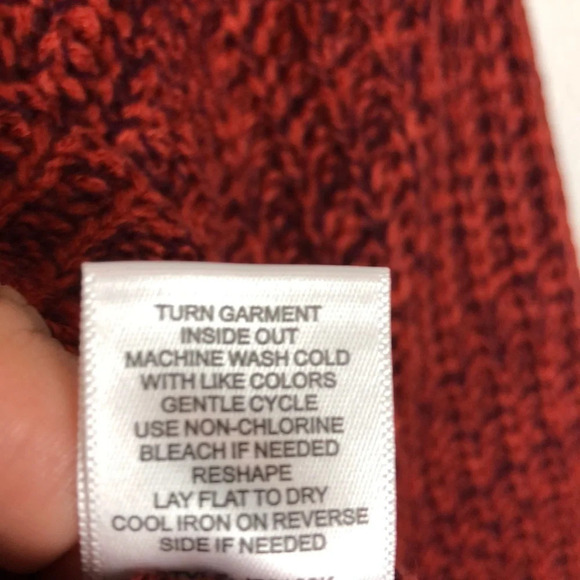 TURN GARMENT
INSIDE OUT
MACHINE WASH COLD
WITH LIKE COLORS
GENTLE CYCLE
USE NON-CHLORINE
BLEACH IF NEEDED
RESHAPE
LAY FLAT TO DRY
COOL IRON ON REVERSE
SIDE IF NEEDED